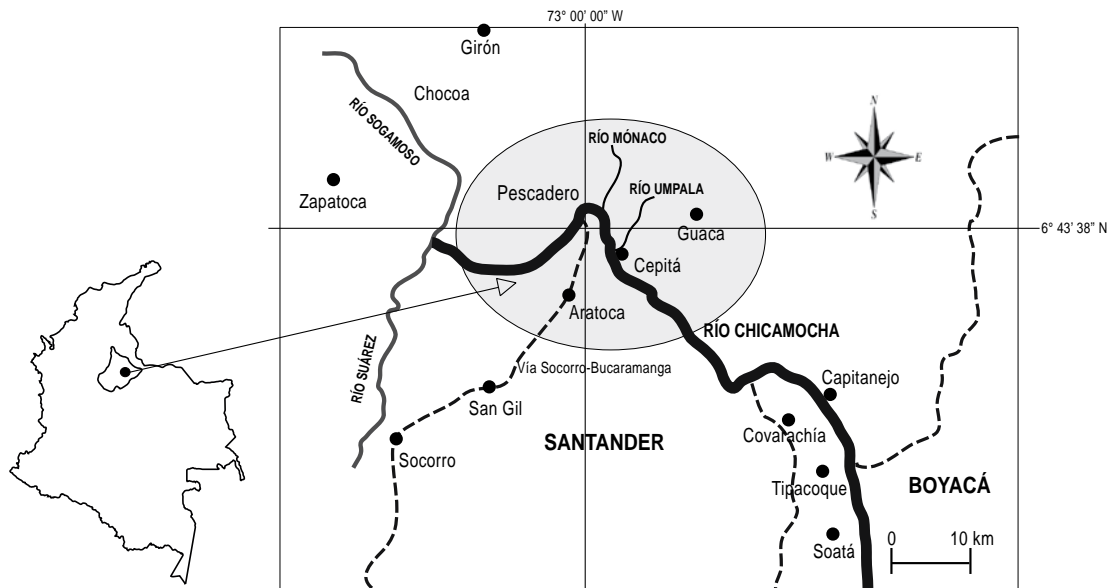 73° 00' 00" W
Girón
Chocoa
RÍO SOGAMOSO
RÍO MÓNACO
N
W E
S
Zapatoca
Pescadero
RÍO UMPALA
Guaca
6° 43' 38" N
Cepitá
Aratoca
RÍO CHICAMOCHA
RÍO SUÁREZ
Vía Socorro-Bucaramanga
San Gil
Capitanejo
Covarachía
SANTANDER
Socorro
Tipacoque
BOYACÁ
0 10 km
Soatá